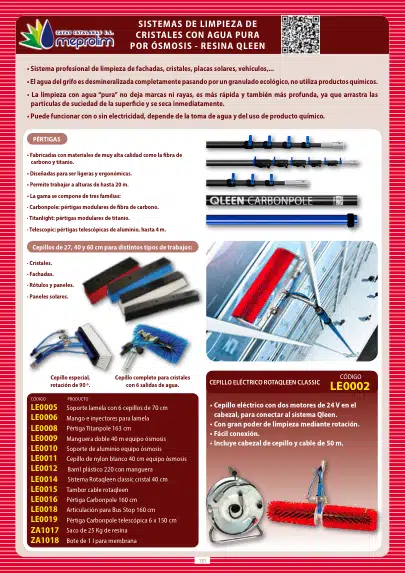 CUYÁS CATALANAS S.L.
meprolim
SISTEMAS DE LIMPIEZA DE
CRISTALES CON AGUA PURA
POR ÓSMOSIS - RESINA QLEEN
• Sistema profesional de limpieza de fachadas, cristales, placas solares, vehículos,...
• El agua del grifo es desmineralizada completamente pasando por un granulado ecológico, no utiliza productos químicos.
• La limpieza con agua “pura” no deja marcas ni rayas, es más rápida y también más profunda, ya que arrastra las
partículas de suciedad de la superficie y se seca inmediatamente.
• Puede funcionar con o sin electricidad, depende de la toma de agua y del uso de producto químico.
PÉRTIGAS
• Fabricadas con materiales de muy alta calidad como la fibra de
carbono y titanio.
• Diseñadas para ser ligeras y ergonómicas.
• Permite trabajar a alturas de hasta 20 m.
• La gama se compone de tres familias:
• Carbonpole: pértigas modulares de fibra de carbono.
• Titanlight: pértigas modulares de titanio.
• Telescopic: pértigas telescópicas de aluminio, hasta 4 m.
QLEEN CARBONPOLE
Cepillos de 27, 40 y 60 cm para distintos tipos de trabajos:
• Cristales.
• Fachadas.
• Rótulos y paneles.
• Paneles solares.
Cepillo especial,
rotación de 90º.
Cepillo completo para cristales
con 6 salidas de agua.
CÓDIGO PRODUCTO
LE0005 Soporte lamela con 6 cepillos de 70 cm
LE0006 Mango e inyectores para lamela
LE0008 Pértiga Titanpole 163 cm
LE0009 Manguera doble 40 m equipo ósmosis
LE0010 Soporte de aluminio equipo ósmosis
LE0011 Cepillo de nylon blanco 40 cm equipo ósmosis
LE0012 Barril plástico 220 con manguera
LE0014 Sistema Rotaqleen classic cristal 40 cm
LE0015 Tambor cable rotaqleen
LE0016 Pértiga Carbonpole 160 cm
LE0018 Articulación para Bus Stop 160 cm
LE0019 Pértiga Carbonpole telescópica 6 x 150 cm
ZA1017 Saco de 25 Kg de resina
ZA1018 Bote de 1 l para membrana
CEPILLO ELÉCTRICO ROTAQLEEN CLASSIC
CÓDIGO
LE0002
• Cepillo eléctrico con dos motores de 24 V en el
cabezal, para conectar al sistema Qleen.
• Con gran poder de limpieza mediante rotación.
• Fácil conexión.
• Incluye cabezal de cepillo y cable de 50 m.